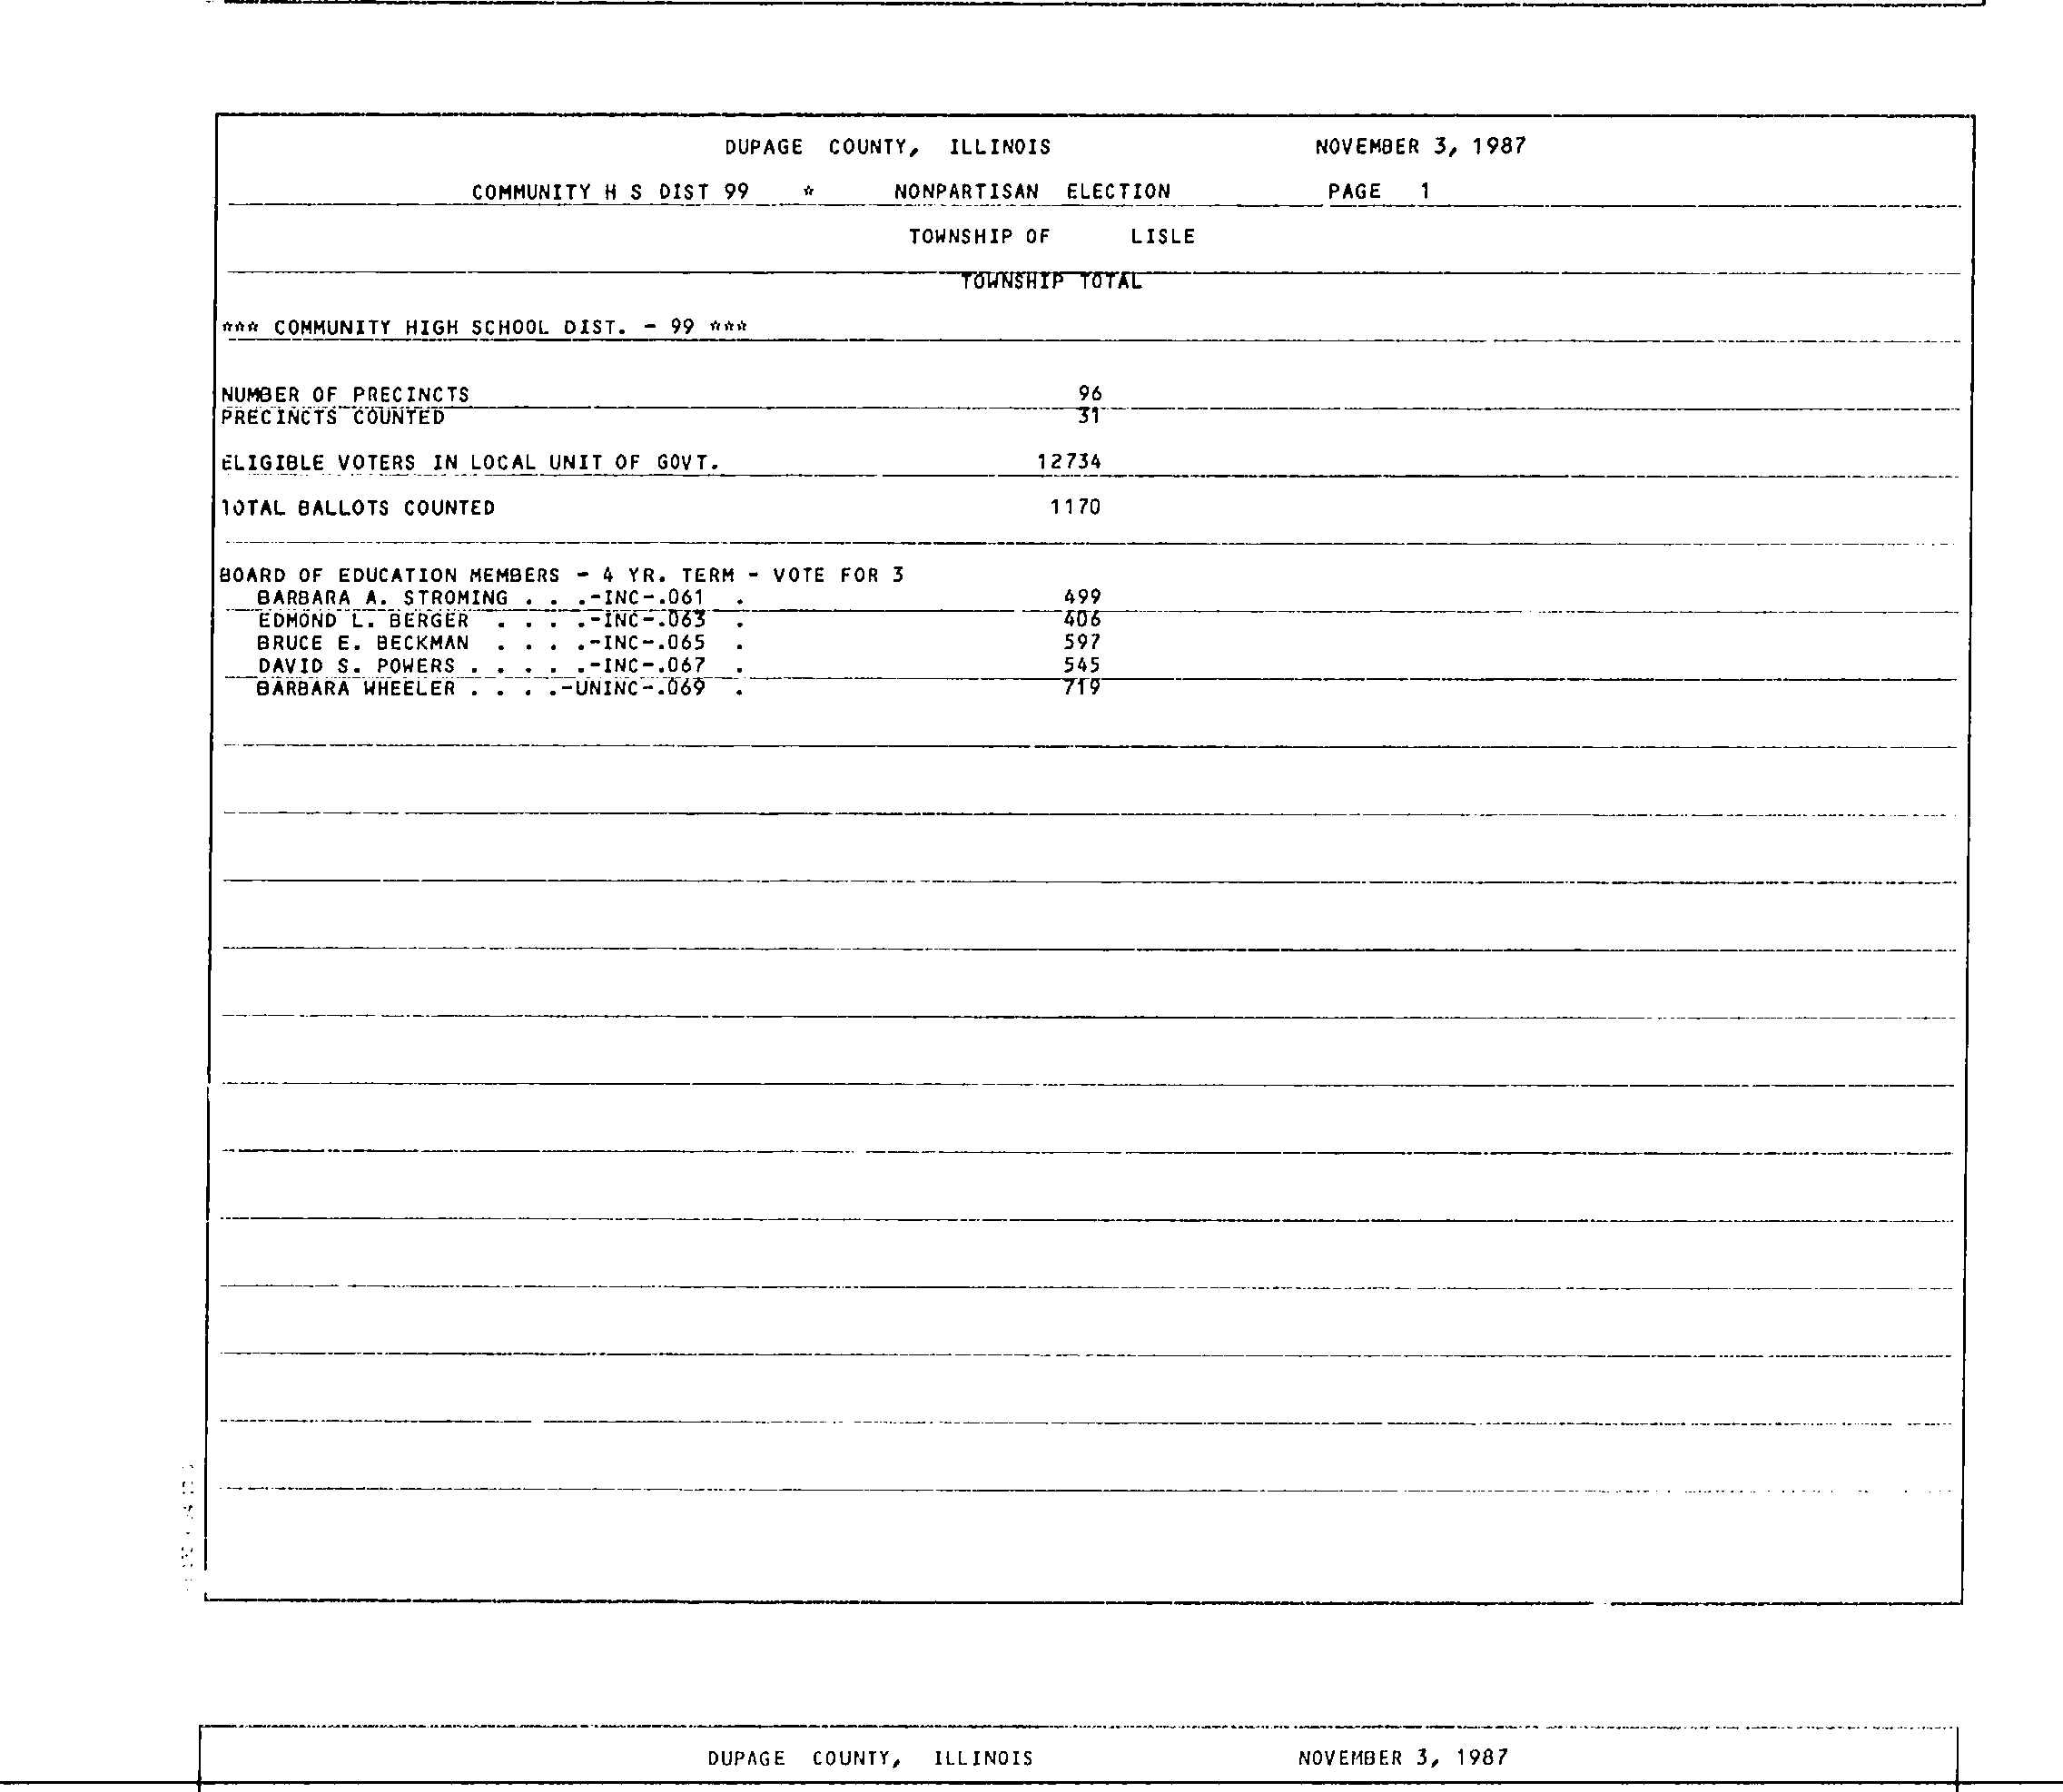 DUPAGE COUNTY, ILLINOIS NOVEMBER 3, 1987
COMMUNITY H S DIST 99 * NONPARTISAN ELECTION PAGE 1
TOWNSHIP OF LISLE
TOWNSHIP TOTAL
*** COMMUNITY HIGH SCHOOL DIST. - 99 ***
NUMBER OF PRECINCTS 96
PRECINCTS COUNTED 31
ELIGIBLE VOTERS IN LOCAL UNIT OF GOVT. 12734
TOTAL BALLOTS COUNTED 1170
BOARD OF EDUCATION MEMBERS - 4 YR. TERM - VOTE FOR 3
BARBARA A. STROMING . . .-INC-.061 . 499
EDMOND L. BERGER . . . .-INC-.063 . 406
BRUCE E. BECKMAN . . . .-INC-.065 . 597
DAVID S. POWERS . . . . .-INC-.067 . 545
BARBARA WHEELER . . . .-UNINC-.069 . 719
DUPAGE COUNTY, ILLINOIS NOVEMBER 3, 1987